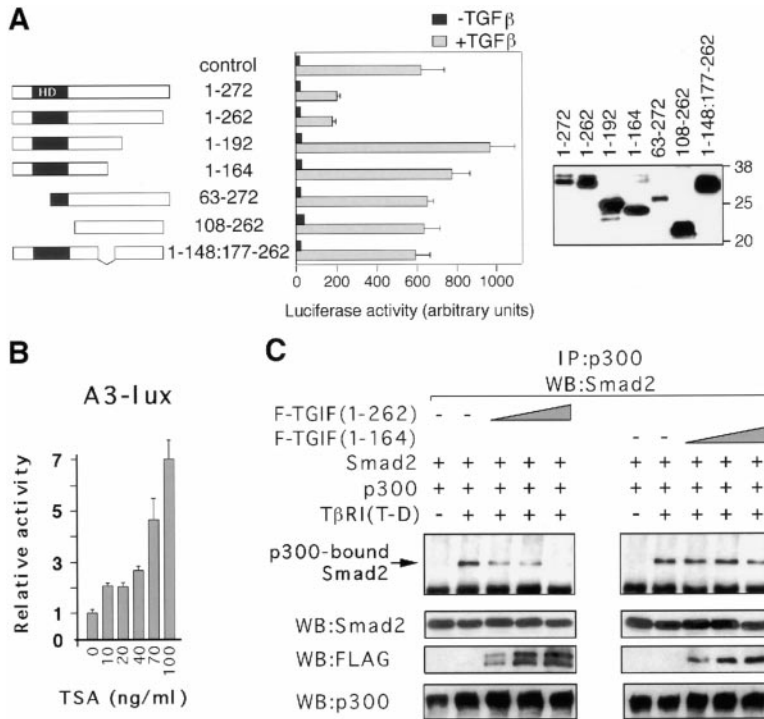 A
-TGFβ
+TGFβ
control
HD
1-272
1-262
1-192
1-164
63-272
108-262
1-148:177-262
0 200 400 600 800 1000
Luciferase activity (arbitrary units)
1-272
1-262
1-192
1-164
63-272
108-262
1-148:177-262
38
25
20
B
A3-lux
Relative activity
7
5
3
2
1
0
0 10 20 40 70 100
TSA (ng/ml)
C
IP:p300
WB:Smad2
F-TGIF(1-262) - -
F-TGIF(1-164) - -
Smad2 + + + + + + + + + +
p300 + + + + + + + + + +
TβRI(T-D) - + + + + - + + + +
p300-bound
Smad2
WB:Smad2
WB:FLAG
WB:p300